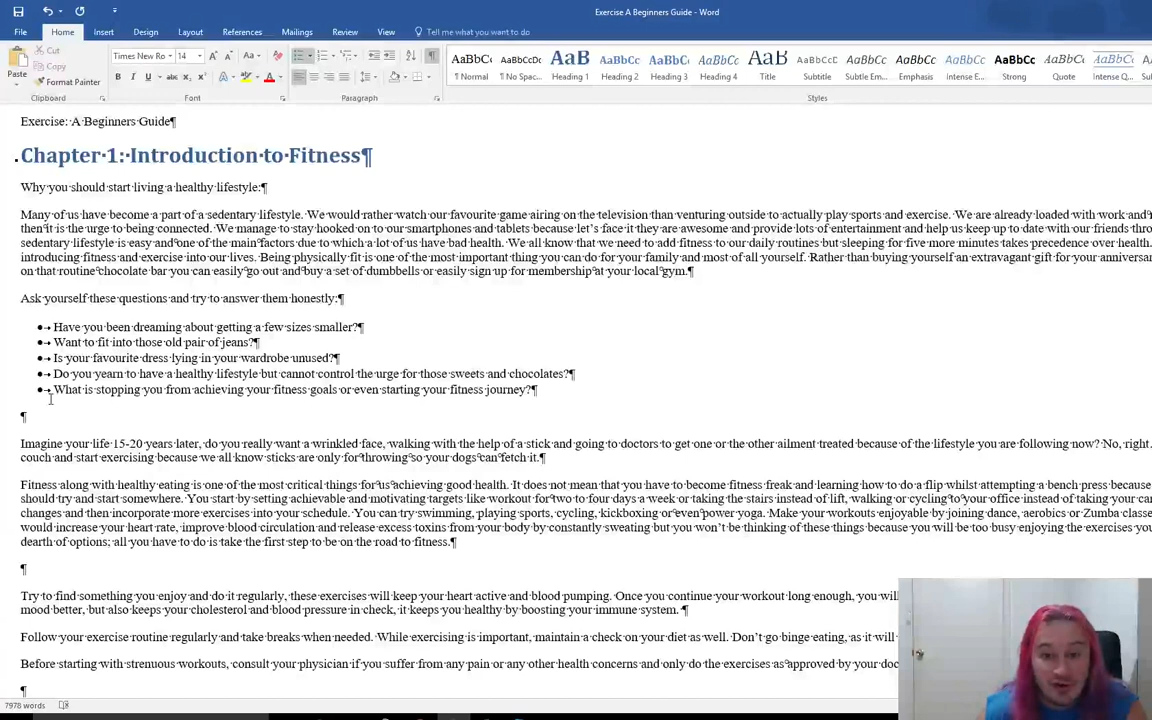 Exercise A Beginners Guide - Word
File Home Insert Design Layout References Mailings Review View Tell me what you want to do
Paste
Cut
Copy
Format Painter
Clipboard
Times New Ro 14
Font
Paragraph
AaBbC AaBbCcDc AaB AaBbCc AaBbC AaBbCc AaB AaBbCcC AaBbCc AaBbCc AaBbCc AaBbCc AaBbCc AaBbCc
¶ Normal ¶ No Spac... Heading 1 Heading 2 Heading 3 Heading 4 Title Subtitle Subtle Em... Emphasis Intense E... Strong Quote Intense Q...
Styles
Exercise: A Beginners Guide¶
Chapter 1: Introduction to Fitness¶
Why you should start living a healthy lifestyle:¶
Many of us have become a part of a sedentary lifestyle. We would rather watch our favourite game airing on the television than venturing outside to actually play sports and exercise. We are already loaded with work and
then it is the urge to being connected. We manage to stay hooked on to our smartphones and tablets because let's face it they are awesome and provide lots of entertainment and help us keep up to date with our friends thro
sedentary lifestyle is easy and one of the main factors due to which a lot of us have bad health. We all know that we need to add fitness to our daily routines but sleeping for five more minutes takes precedence over health.
introducing fitness and exercise into our lives. Being physically fit is one of the most important thing you can do for your family and most of all yourself. Rather than buying yourself an extravagant gift for your anniversar
on that routine chocolate bar you can easily go out and buy a set of dumbbells or easily sign up for membership at your local gym.¶
Ask yourself these questions and try to answer them honestly:¶
• Have you been dreaming about getting a few sizes smaller?¶
• Want to fit into those old pair of jeans?¶
• Is your favourite dress lying in your wardrobe unused?¶
• Do you yearn to have a healthy lifestyle but cannot control the urge for those sweets and chocolates?¶
• What is stopping you from achieving your fitness goals or even starting your fitness journey?¶
¶
Imagine your life 15-20 years later, do you really want a wrinkled face, walking with the help of a stick and going to doctors to get one or the other ailment treated because of the lifestyle you are following now? No, right.
couch and start exercising because we all know sticks are only for throwing so your dogs can fetch it.¶
Fitness along with healthy eating is one of the most critical things for us achieving good health. It does not mean that you have to become fitness freak and learning how to do a flip whilst attempting a bench press because
should try and start somewhere. You start by setting achievable and motivating targets like workout for two to four days a week or taking the stairs instead of lift, walking or cycling to your office instead of taking your
changes and then incorporate more exercises into your schedule. You can try swimming, playing sports, cycling, kickboxing or even power yoga. Make your workouts enjoyable by joining dance, aerobics or Zumba classe
would increase your heart rate, improve blood circulation and release excess toxins from your body by constantly sweating but you won't be thinking of these things because you will be too busy enjoying the exercises yo
dearth of options; all you have to do is take the first step to be on the road to fitness.¶
¶
Try to find something you enjoy and do it regularly, these exercises will keep your heart active and blood pumping. Once you continue your workout long enough, you will
mood better, but also keeps your cholesterol and blood pressure in check, it keeps you healthy by boosting your immune system. ¶
Follow your exercise routine regularly and take breaks when needed. While exercising is important, maintain a check on your diet as well. Don't go binge eating, as it will
Before starting with strenuous workouts, consult your physician if you suffer from any pain or any other health concerns and only do the exercises as approved by your doc
¶
7978 words